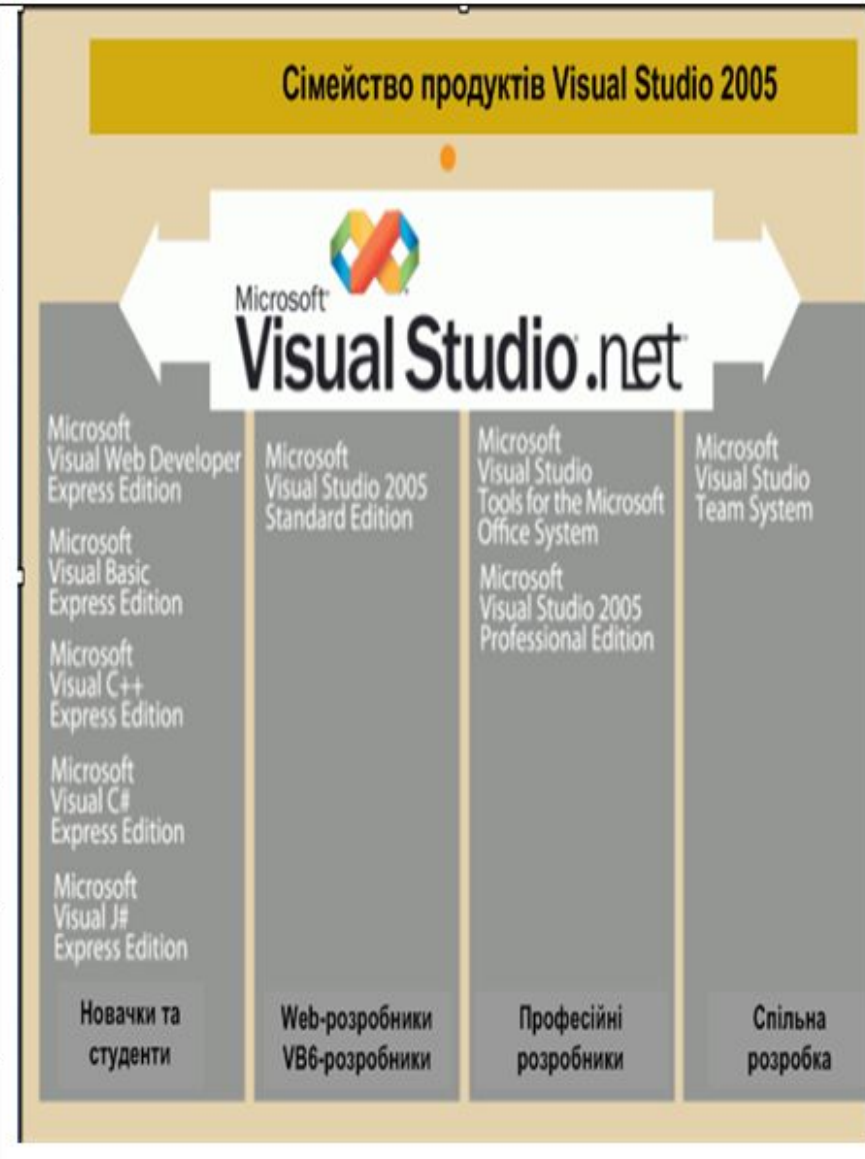 Сімейство продуктів Visual Studio 2005
Microsoft
Visual Studio .net
Microsoft
Visual Web Developer
Express Edition
Microsoft
Visual Basic
Express Edition
Microsoft
Visual C++
Express Edition
Microsoft
Visual C#
Express Edition
Microsoft
Visual J#
Express Edition
Новачки та
студенти
Microsoft
Visual Studio 2005
Standard Edition
Web-розробники
VB6-розробники
Microsoft
Visual Studio
Tools for the Microsoft
Office System
Microsoft
Visual Studio 2005
Professional Edition
Професійні
розробники
Microsoft
Visual Studio
Team System
Спільна
розробка